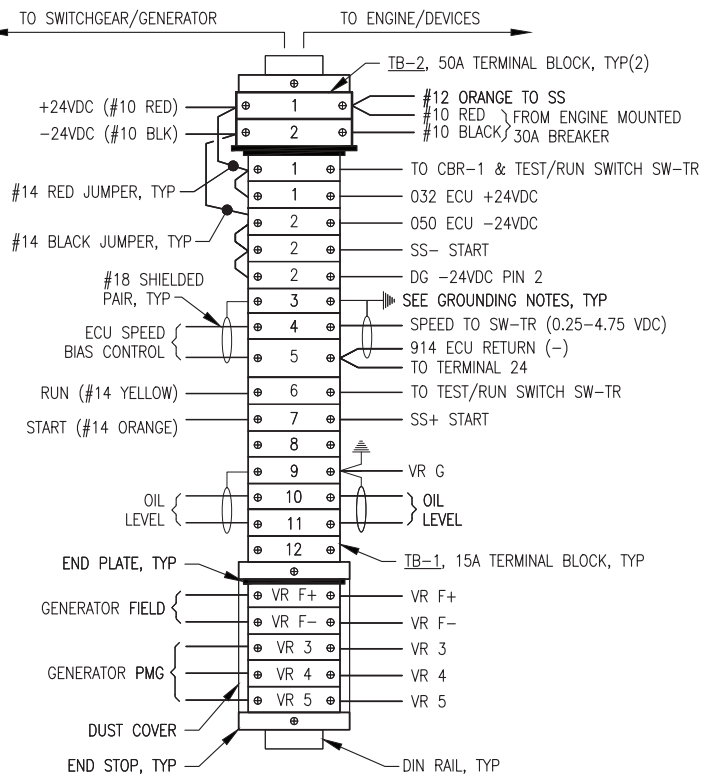 TO SWITCHGEAR/GENERATOR
TO ENGINE/DEVICES
TB-2, 50A TERMINAL BLOCK, TYP(2)
+24VDC (#10 RED)
1
#12 ORANGE TO SS
#10 RED
FROM ENGINE MOUNTED
-24VDC (#10 BLK)
2
#10 BLACK
30A BREAKER
1
TO CBR-1 & TEST/RUN SWITCH SW-TR
#14 RED JUMPER, TYP
1
032 ECU +24VDC
2
050 ECU -24VDC
#14 BLACK JUMPER, TYP
2
SS- START
2
DG -24VDC PIN 2
#18 SHIELDED
PAIR, TYP
3
SEE GROUNDING NOTES, TYP
ECU SPEED
BIAS CONTROL
4
SPEED TO SW-TR (0.25-4.75 VDC)
5
914 ECU RETURN (-)
TO TERMINAL 24
RUN (#14 YELLOW)
6
TO TEST/RUN SWITCH SW-TR
START (#14 ORANGE)
7
SS+ START
8
9
VR G
OIL
LEVEL
10
11
OIL
LEVEL
12
TB-1, 15A TERMINAL BLOCK, TYP
END PLATE, TYP
GENERATOR FIELD
VR F+
VR F+
VR F-
VR F-
VR 3
VR 3
GENERATOR PMG
VR 4
VR 4
VR 5
VR 5
DUST COVER
END STOP, TYP
DIN RAIL, TYP